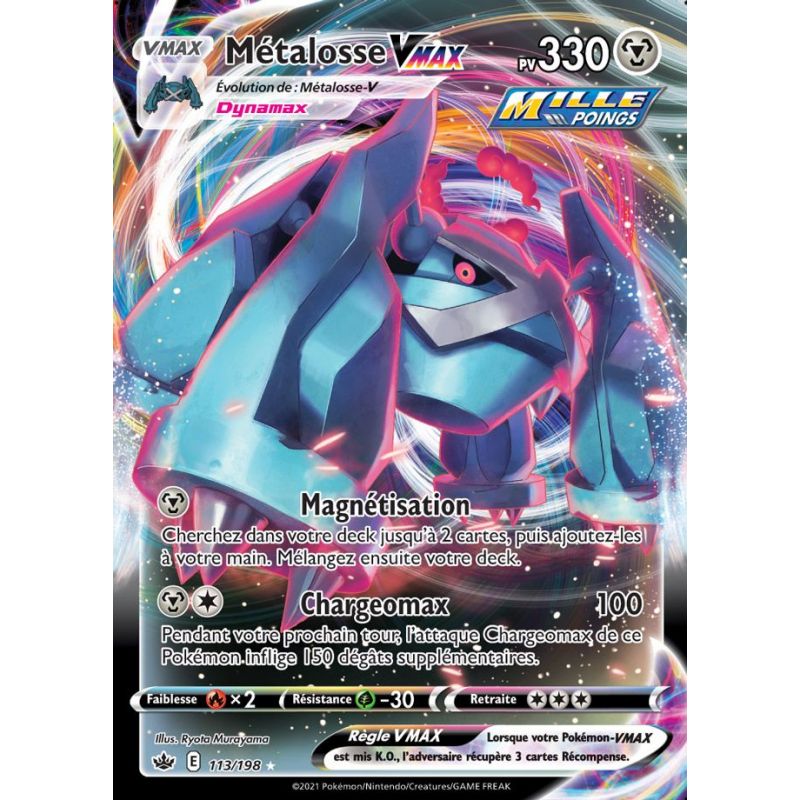 VMAX
Métalosse VMAX
PV 330
Évolution de : Métalosse-V
Dynamax
MILLE
POINGS
Magnétisation
Cherchez dans votre deck jusqu'à 2 cartes, puis ajoutez-les
à votre main. Mélangez ensuite votre deck.
Chargeomax 100
Pendant votre prochain tour, l'attaque Chargeomax de ce
Pokémon inflige 150 dégâts supplémentaires.
Faiblesse ×2 Résistance -30 Retraite
Illus. Ryota Murayama
Règle VMAX Lorsque votre Pokémon-VMAX
est mis K.O., l'adversaire récupère 3 cartes Récompense.
E 113/198
©2021 Pokémon/Nintendo/Creatures/GAME FREAK